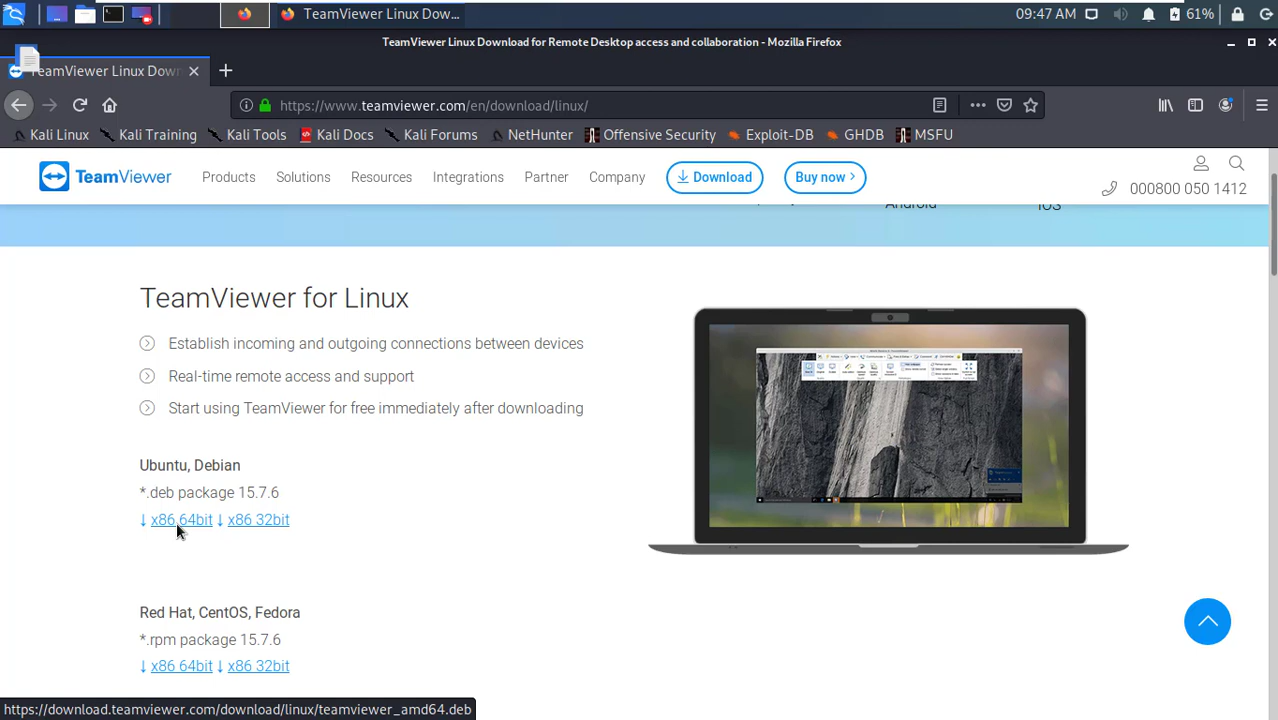 TeamViewer Linux Dow...
09:47 AM
61%
TeamViewer Linux Download for Remote Desktop access and collaboration - Mozilla Firefox
TeamViewer Linux Down
https://www.teamviewer.com/en/download/linux/
Kali Linux
Kali Training
Kali Tools
Kali Docs
Kali Forums
NetHunter
Offensive Security
Exploit-DB
GHDB
MSFU
TeamViewer
Products
Solutions
Resources
Integrations
Partner
Company
Download
Buy now
000800 050 1412
Android
iOS
TeamViewer for Linux
Establish incoming and outgoing connections between devices
Real-time remote access and support
Start using TeamViewer for free immediately after downloading
Ubuntu, Debian
*.deb package 15.7.6
↓ x86 64bit ↓ x86 32bit
Red Hat, CentOS, Fedora
*.rpm package 15.7.6
↓ x86 64bit ↓ x86 32bit
https://download.teamviewer.com/download/linux/teamviewer_amd64.deb